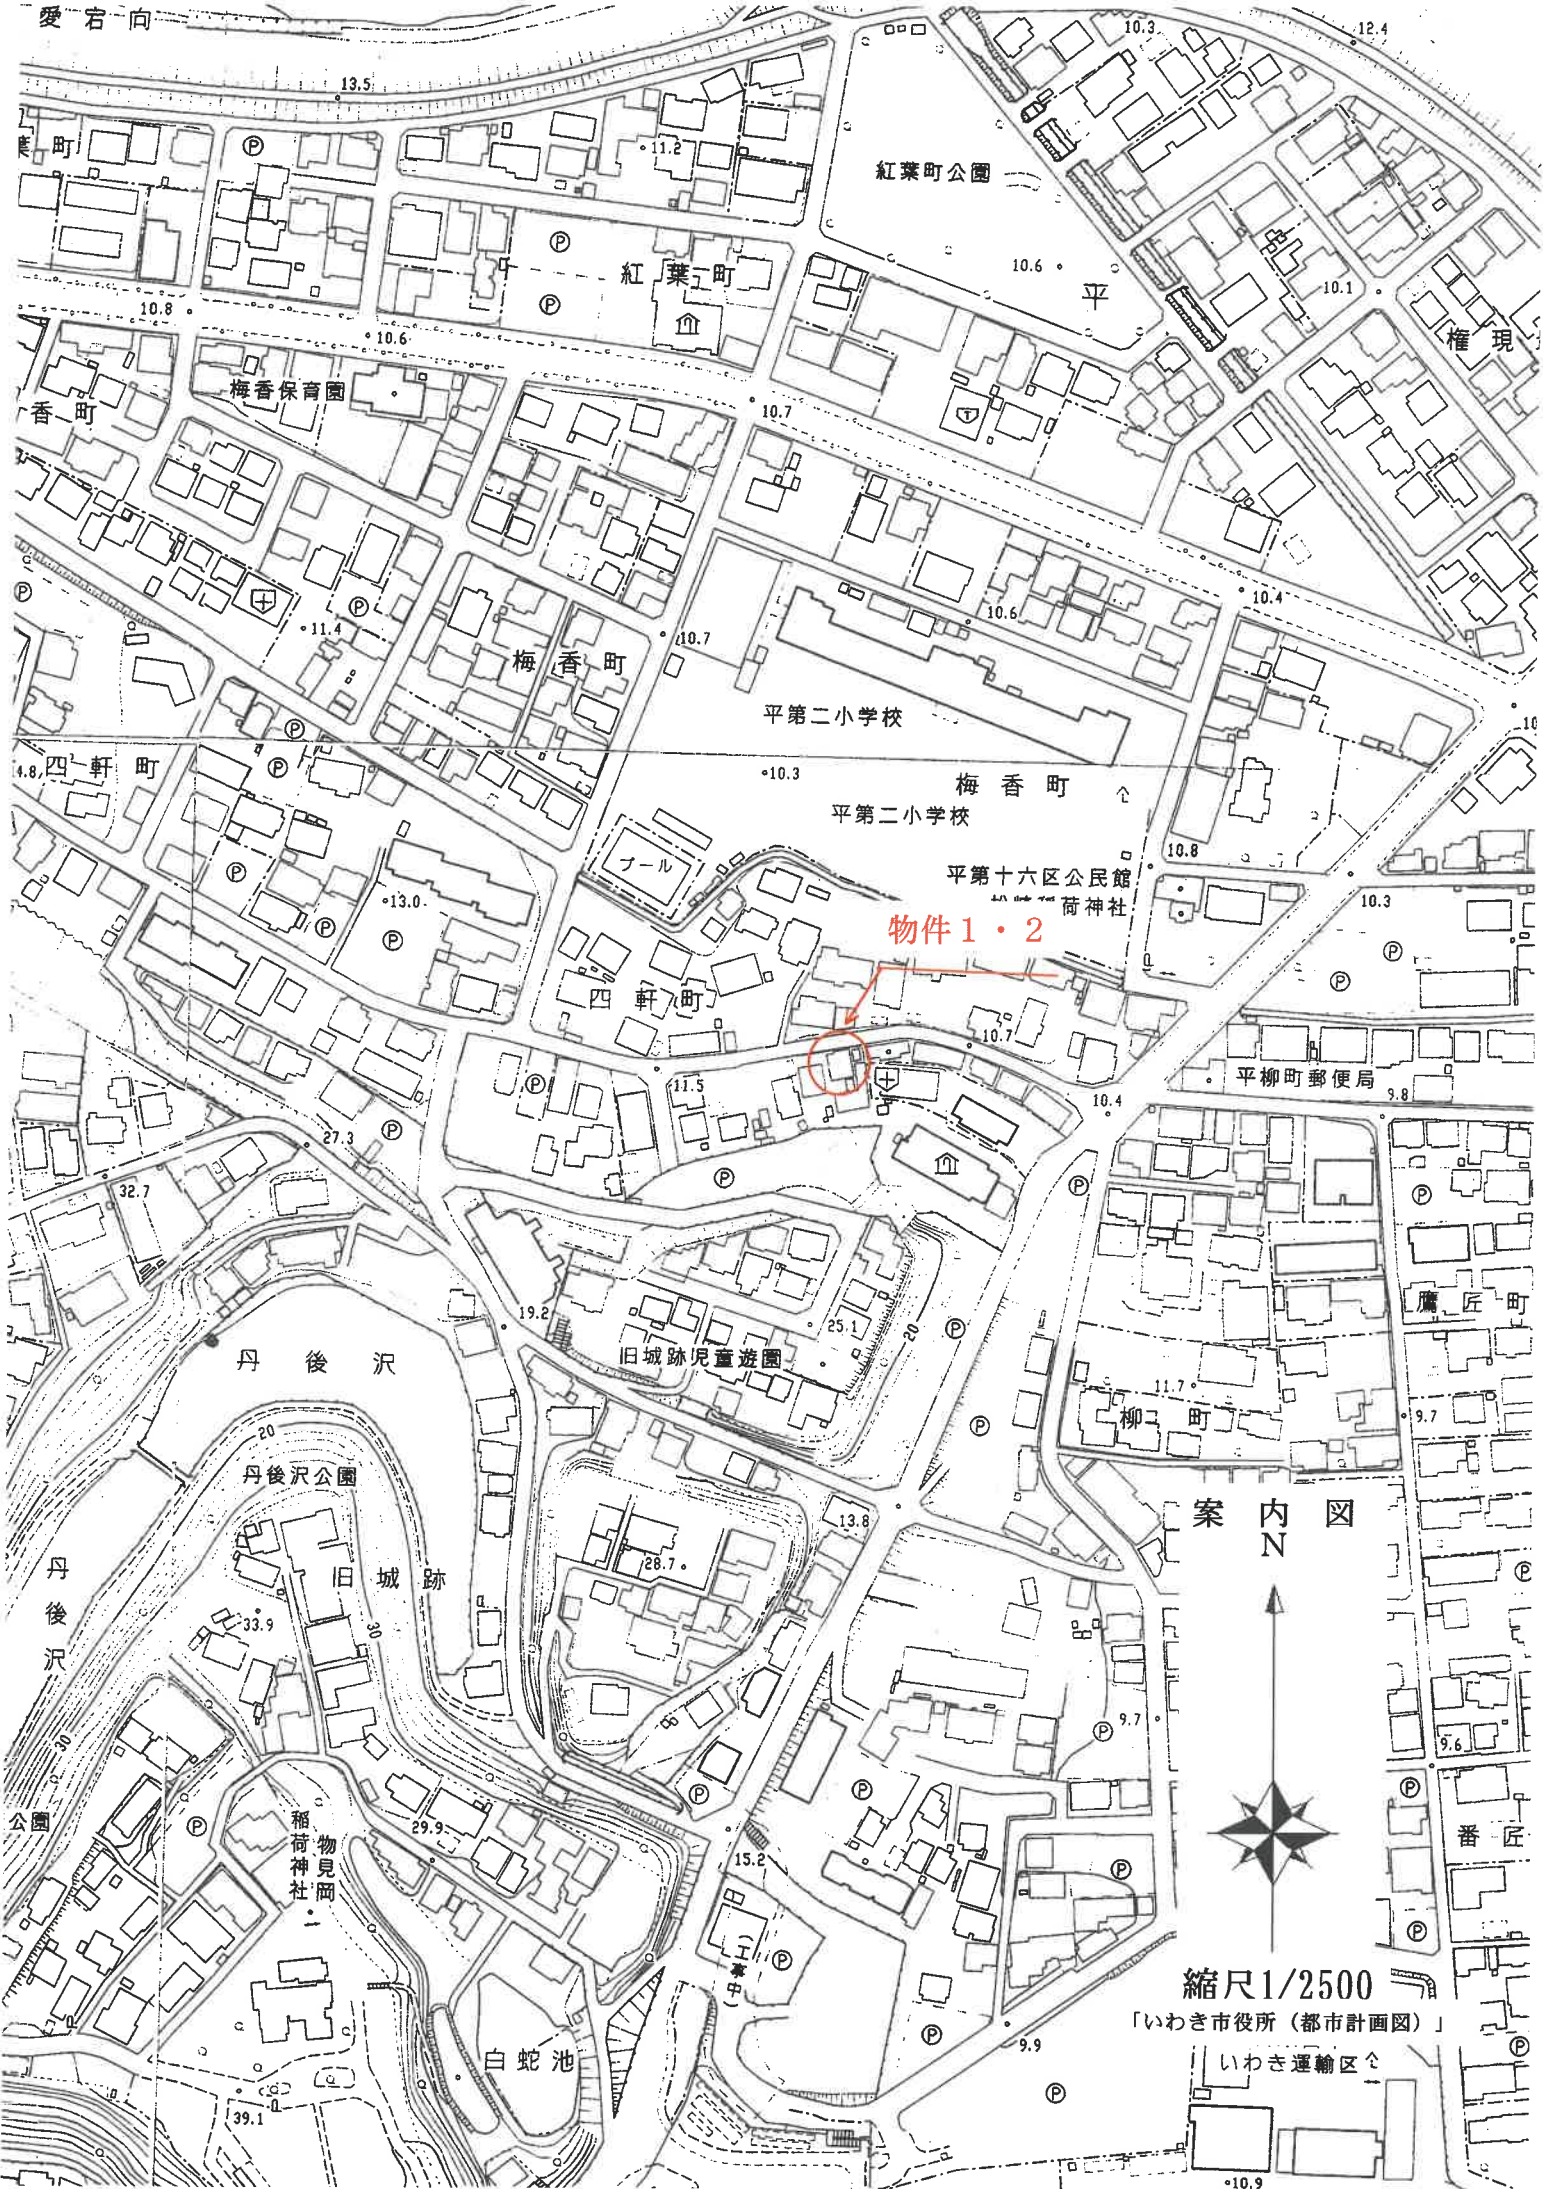 愛宕向
13.5
10.3
12.4
葉町
Ⓟ
11.2
紅葉町公園
Ⓟ
紅葉町
10.6
平
10.1
10.8
Ⓟ
10.6
権現
梅香保育園
香町
10.7
Ⓟ
11.4
Ⓟ
10.7
10.6
10.4
梅香町
平第二小学校
Ⓟ
四軒町
14.8
Ⓟ
10.3
梅香町
平第二小学校
プール
10.8
Ⓟ
13.0
平第十六区公民館
荷神社
10.3
物件1・2
Ⓟ
Ⓟ
Ⓟ
Ⓟ
四軒町
10.7
平柳町郵便局
11.5
Ⓟ
10.4
9.8
27.3
Ⓟ
32.7
Ⓟ
Ⓟ
Ⓟ
鷹匠町
19.2
25.1
20
Ⓟ
旧城跡児童遊園
丹後沢
11.7
柳町
9.7
Ⓟ
20
丹後沢公園
案内図
N
13.8
丹後沢
旧城跡
28.7
Ⓟ
33.9
30
9.7
Ⓟ
30
9.6
Ⓟ
Ⓟ
Ⓟ
公園
Ⓟ
稲荷神社
物見岡
29.9
番匠
15.2
Ⓟ
(工事中)
Ⓟ
Ⓟ
縮尺1/2500
「いわき市役所(都市計画図)」
Ⓟ
9.9
いわき運輸区
Ⓟ
白蛇池
Ⓟ
39.1
10.9